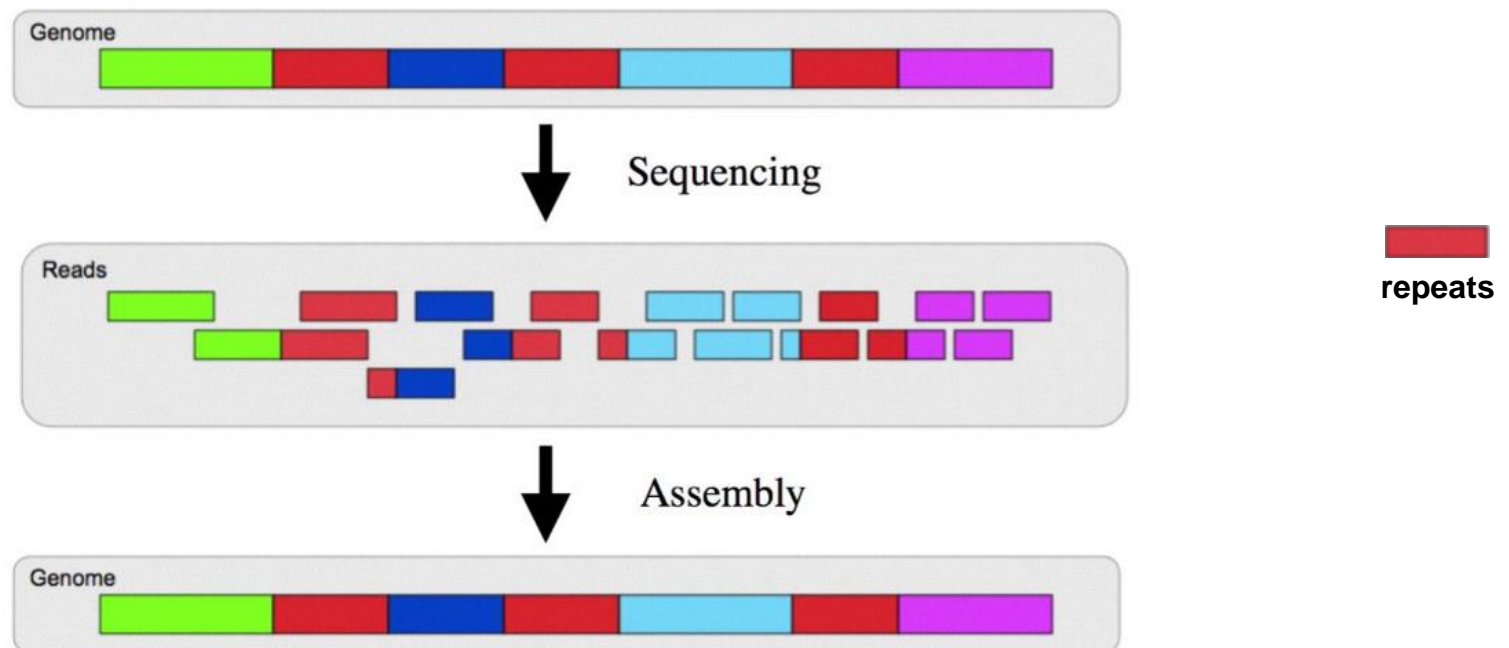 Genome
Sequencing
Reads
repeats
Assembly
Genome